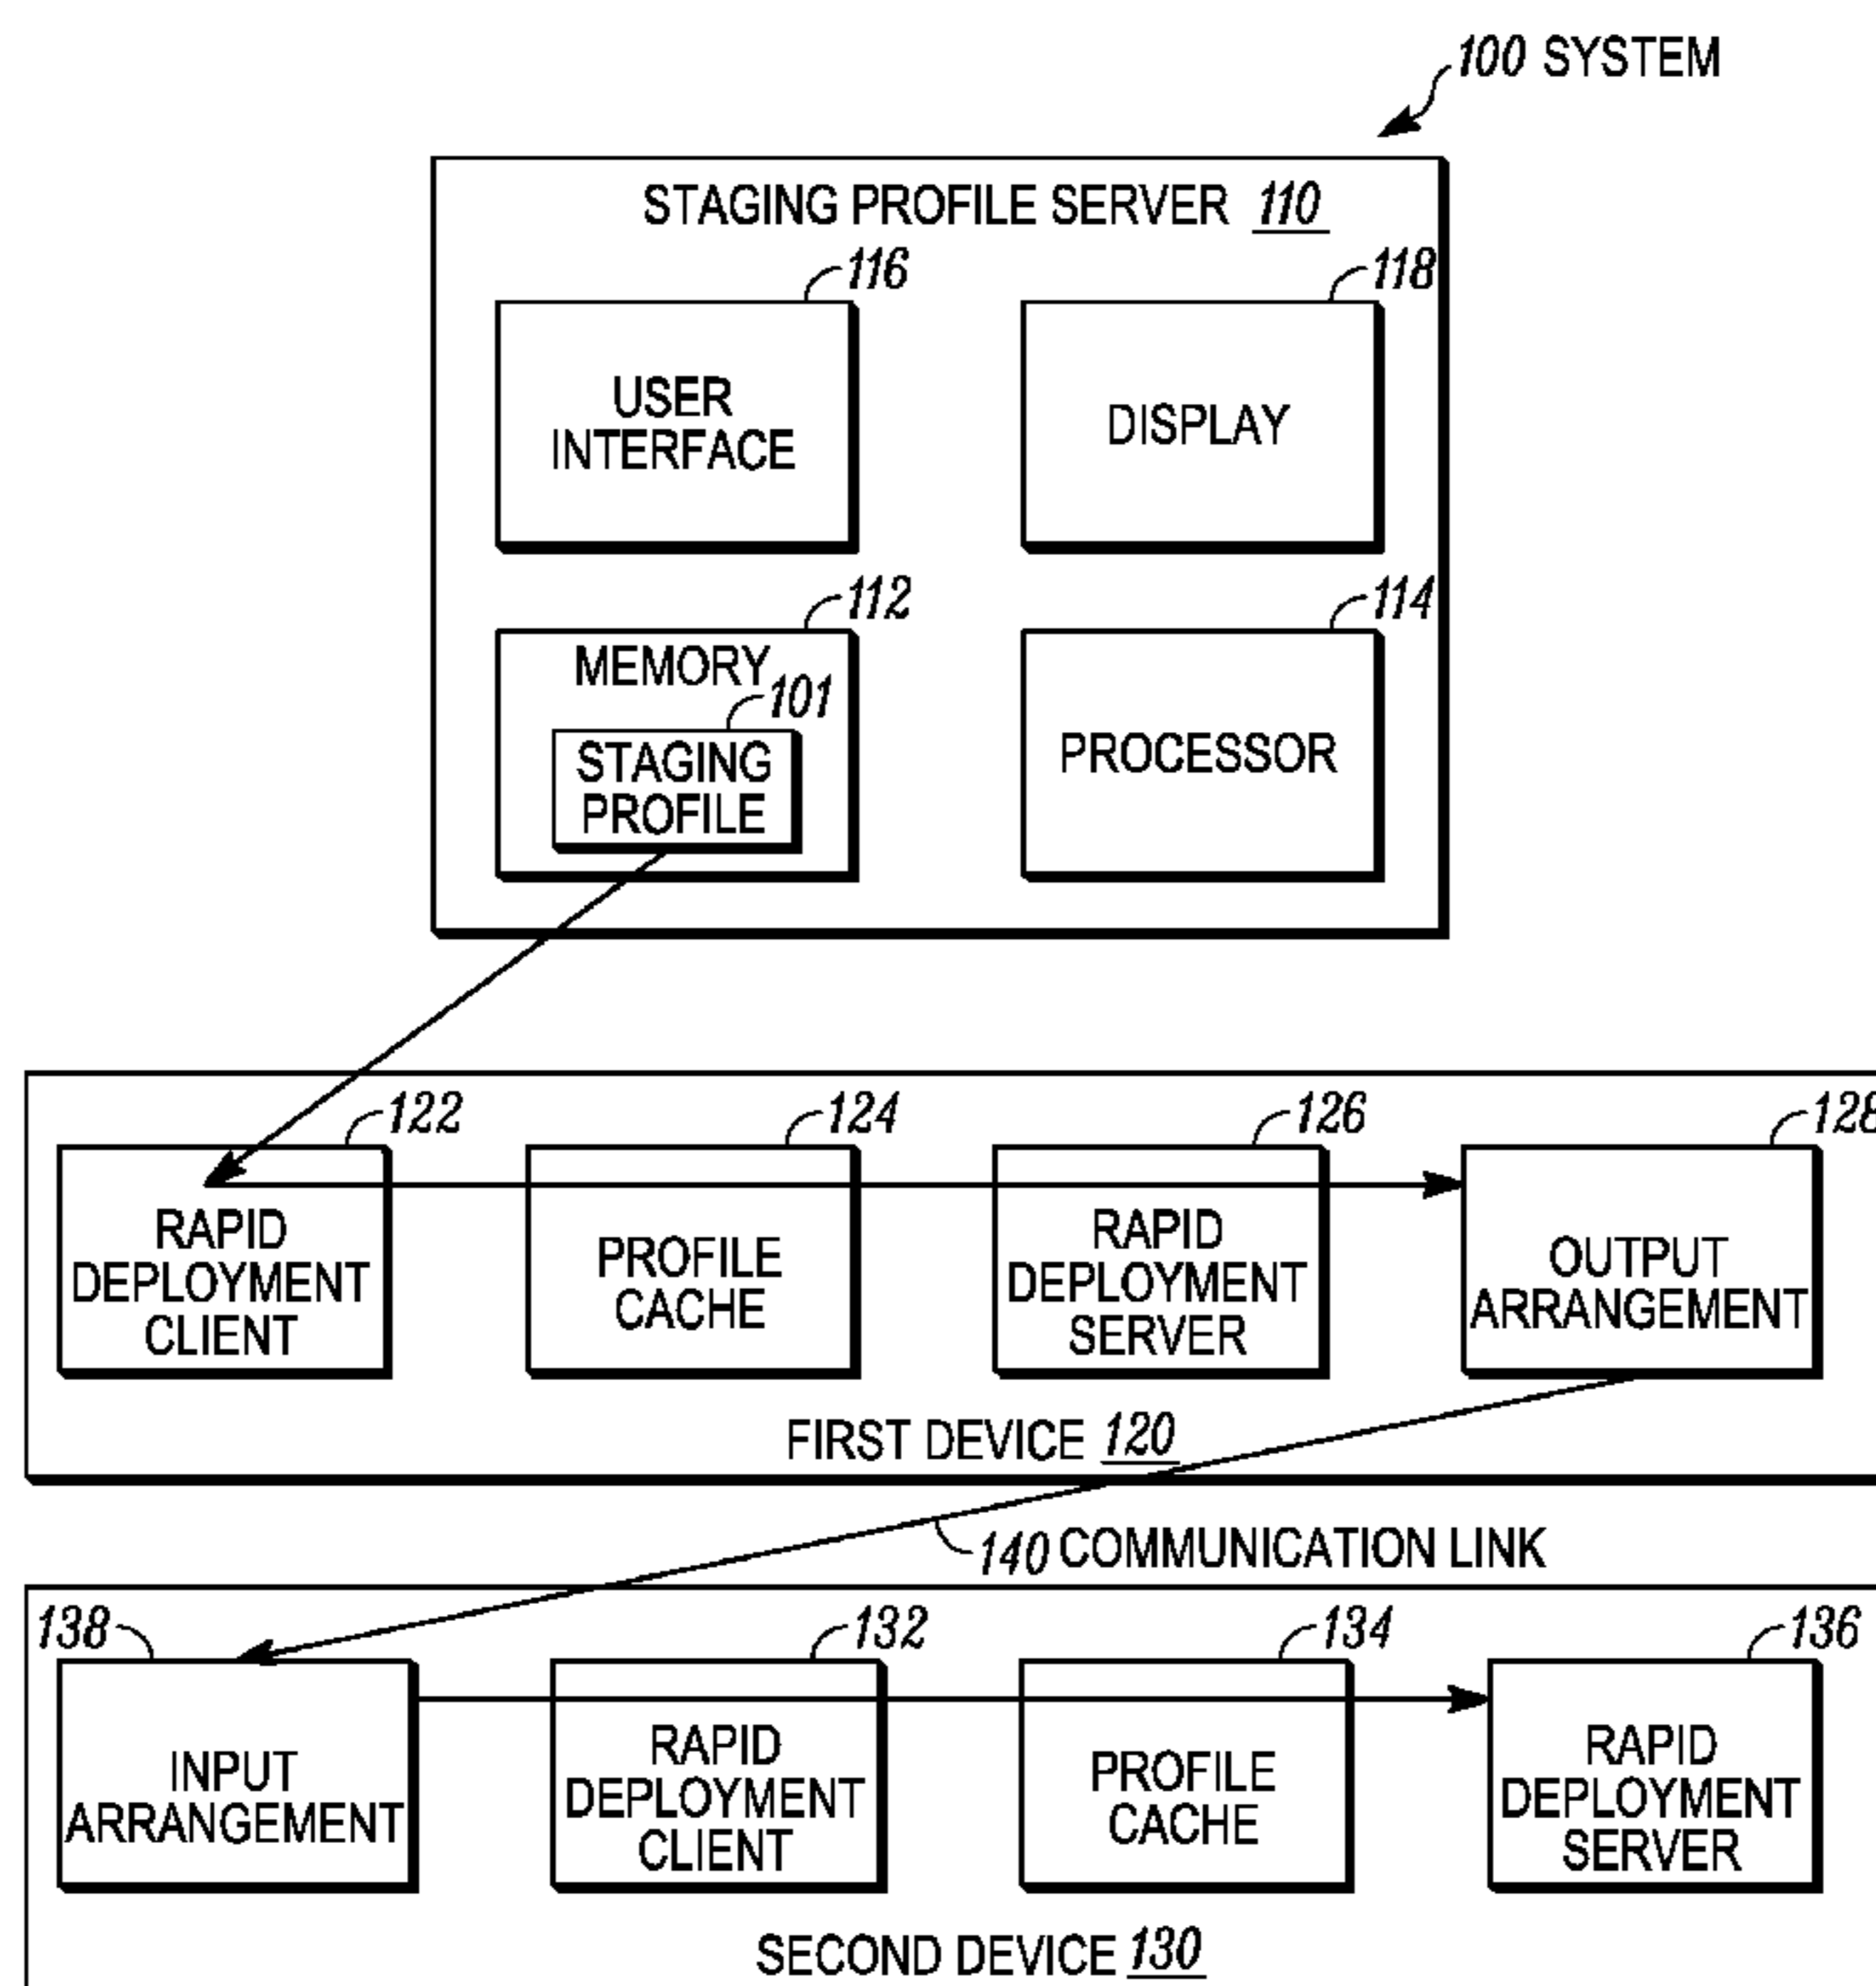 100 SYSTEM
STAGING PROFILE SERVER 110
116
118
USER
INTERFACE
DISPLAY
112
114
MEMORY
101
STAGING
PROFILE
PROCESSOR
122
124
126
128
RAPID
DEPLOYMENT
CLIENT
PROFILE
CACHE
RAPID
DEPLOYMENT
SERVER
OUTPUT
ARRANGEMENT
FIRST DEVICE 120
140 COMMUNICATION LINK
138
132
134
136
INPUT
ARRANGEMENT
RAPID
DEPLOYMENT
CLIENT
PROFILE
CACHE
RAPID
DEPLOYMENT
SERVER
SECOND DEVICE 130